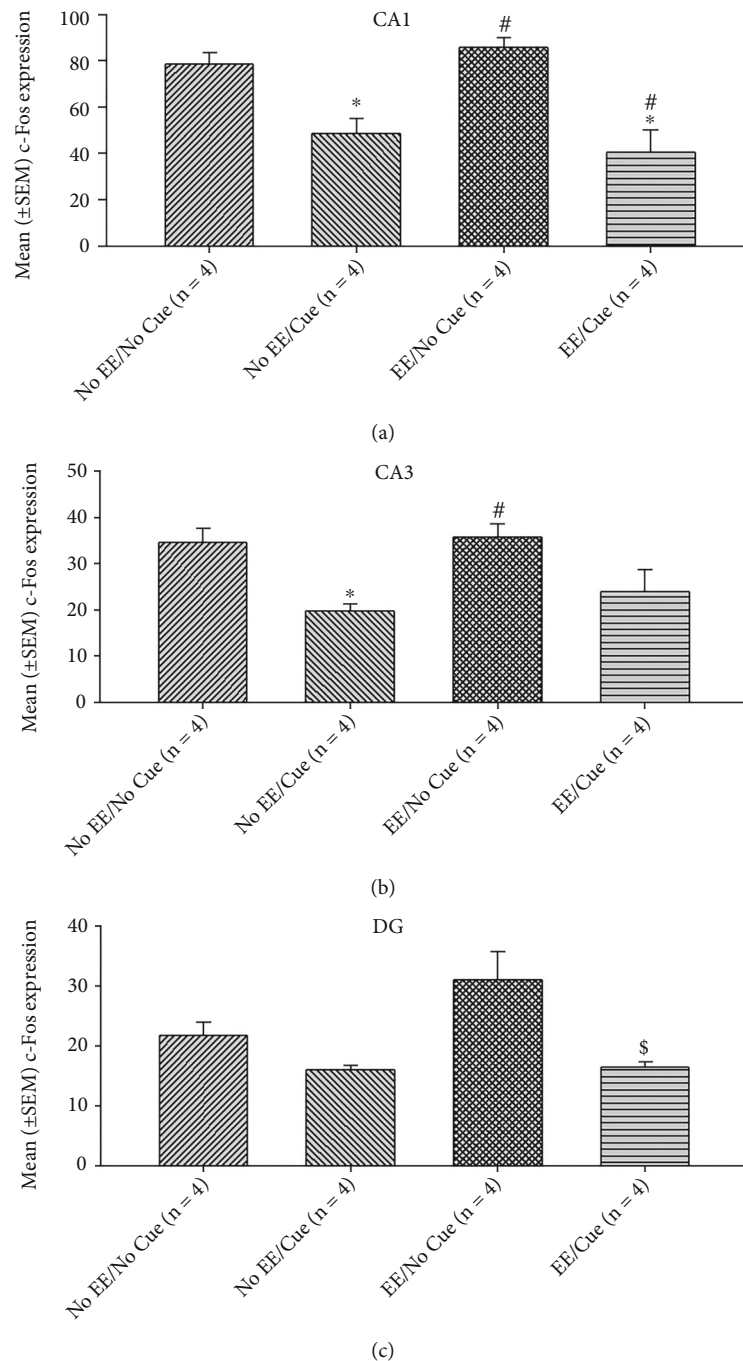 CA1
Mean (±SEM) c-Fos expression
100
80
60
40
20
0
*
#
#
*
No EE/No Cue (n = 4)
No EE/Cue (n = 4)
EE/No Cue (n = 4)
EE/Cue (n = 4)
(a)
CA3
Mean (±SEM) c-Fos expression
50
40
30
20
10
0
*
#
No EE/No Cue (n = 4)
No EE/Cue (n = 4)
EE/No Cue (n = 4)
EE/Cue (n = 4)
(b)
DG
Mean (±SEM) c-Fos expression
40
30
20
10
0
$
No EE/No Cue (n = 4)
No EE/Cue (n = 4)
EE/No Cue (n = 4)
EE/Cue (n = 4)
(c)